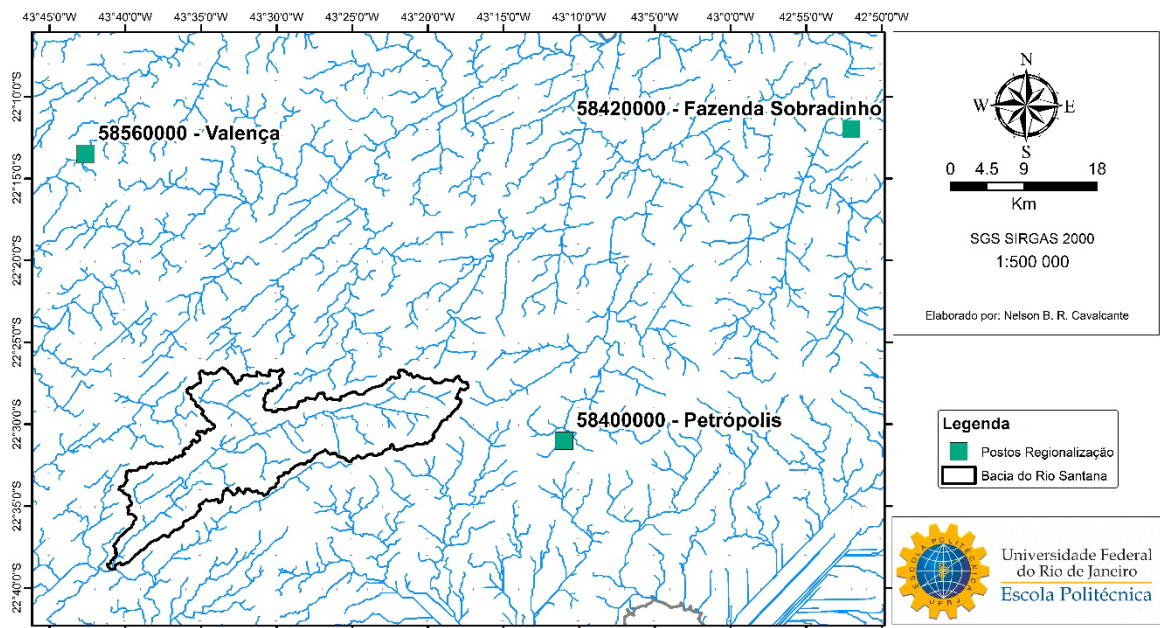 43°45'0"W 43°40'0"W 43°35'0"W 43°30'0"W 43°25'0"W 43°20'0"W 43°15'0"W 43°10'0"W 43°5'0"W 43°0'0"W 42°55'0"W 42°50'0"W
22°10'0"S
22°15'0"S
22°20'0"S
22°25'0"S
22°30'0"S
22°35'0"S
22°40'0"S
58560000 - Valença
58420000 - Fazenda Sobradinho
58400000 - Petrópolis
N
W E
S
0 4.5 9 18
Km
SGS SIRGAS 2000
1:500 000
Elaborado por: Nelson B. R. Cavalcante
Legenda
Postos Regionalização
Bacia do Rio Santana
ESCOLA POLITÉCNICA
UFRJ
Universidade Federal
do Rio de Janeiro
Escola Politécnica